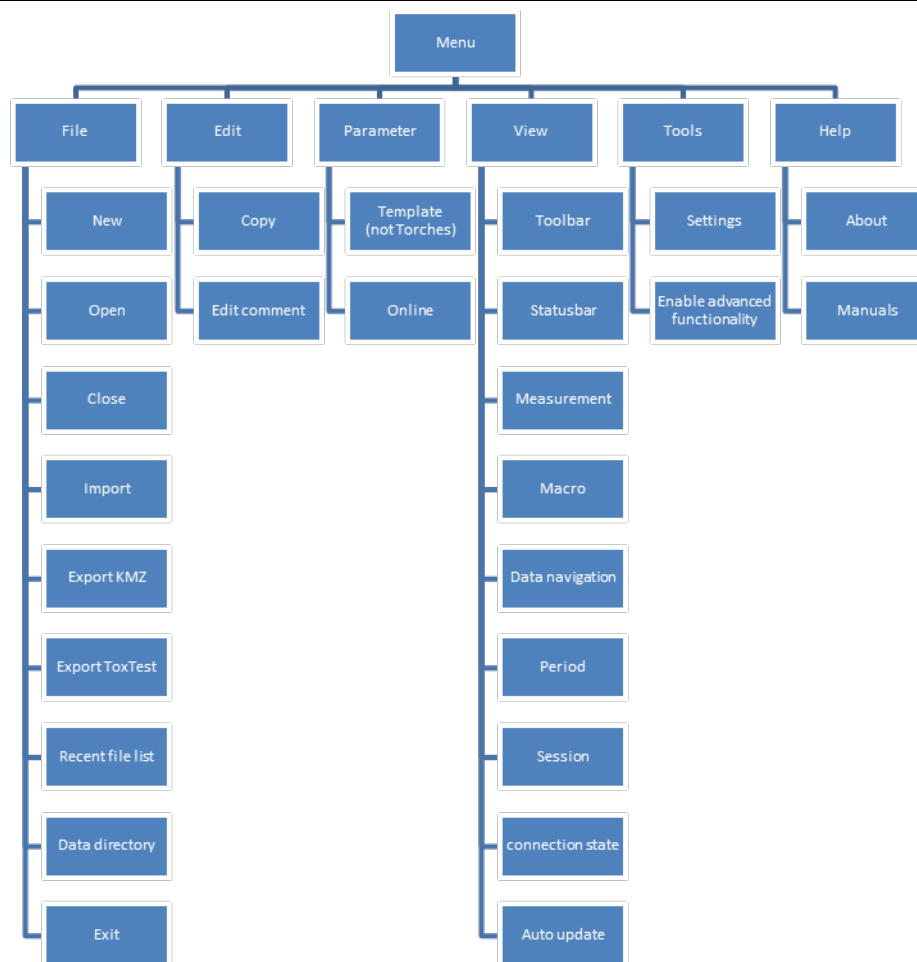 Menu
File
Edit
Parameter
View
Tools
Help
New
Copy
Template
(not Torches)
Toolbar
Settings
About
Open
Edit comment
Online
Statusbar
Enable advanced
functionality
Manuals
Close
Measurement
Import
Macro
Export KMZ
Data navigation
Export ToxTest
Period
Recent file list
Session
Data directory
connection state
Exit
Auto update